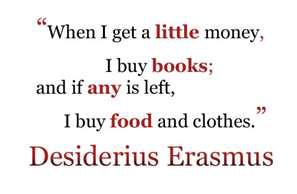 “When I get a little money,
I buy books;
and if any is left,
I buy food and clothes.”
Desiderius Erasmus